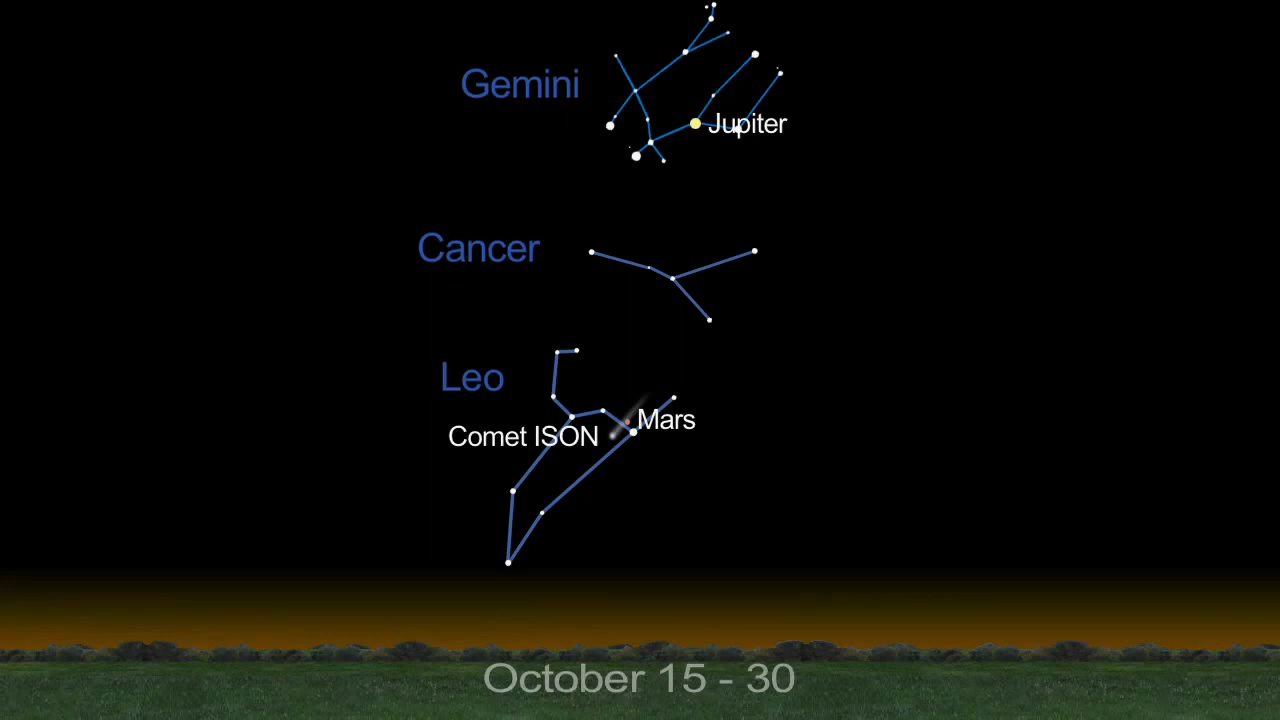 Gemini
Jupiter
Cancer
Leo
Mars
Comet ISON
October 15 - 30